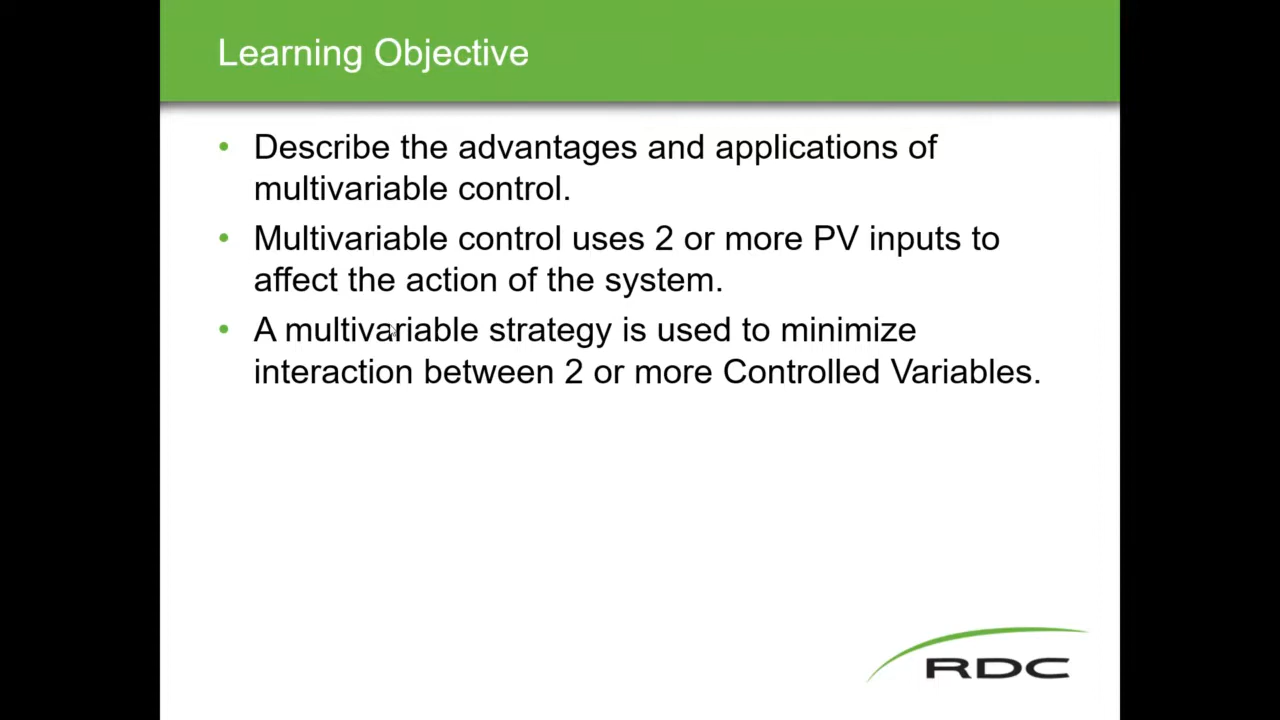 Learning Objective
• Describe the advantages and applications of
multivariable control.
• Multivariable control uses 2 or more PV inputs to
affect the action of the system.
• A multivariable strategy is used to minimize
interaction between 2 or more Controlled Variables.
RDC